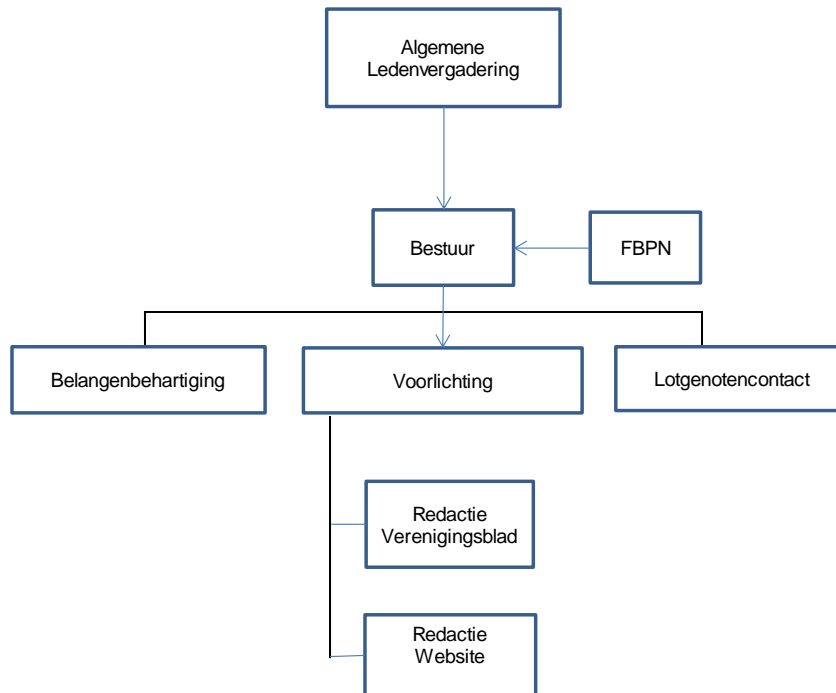 Algemene
Ledenvergadering
Bestuur
FBPN
Belangenbehartiging
Voorlichting
Lotgenotencontact
Redactie
Verenigingsblad
Redactie
Website